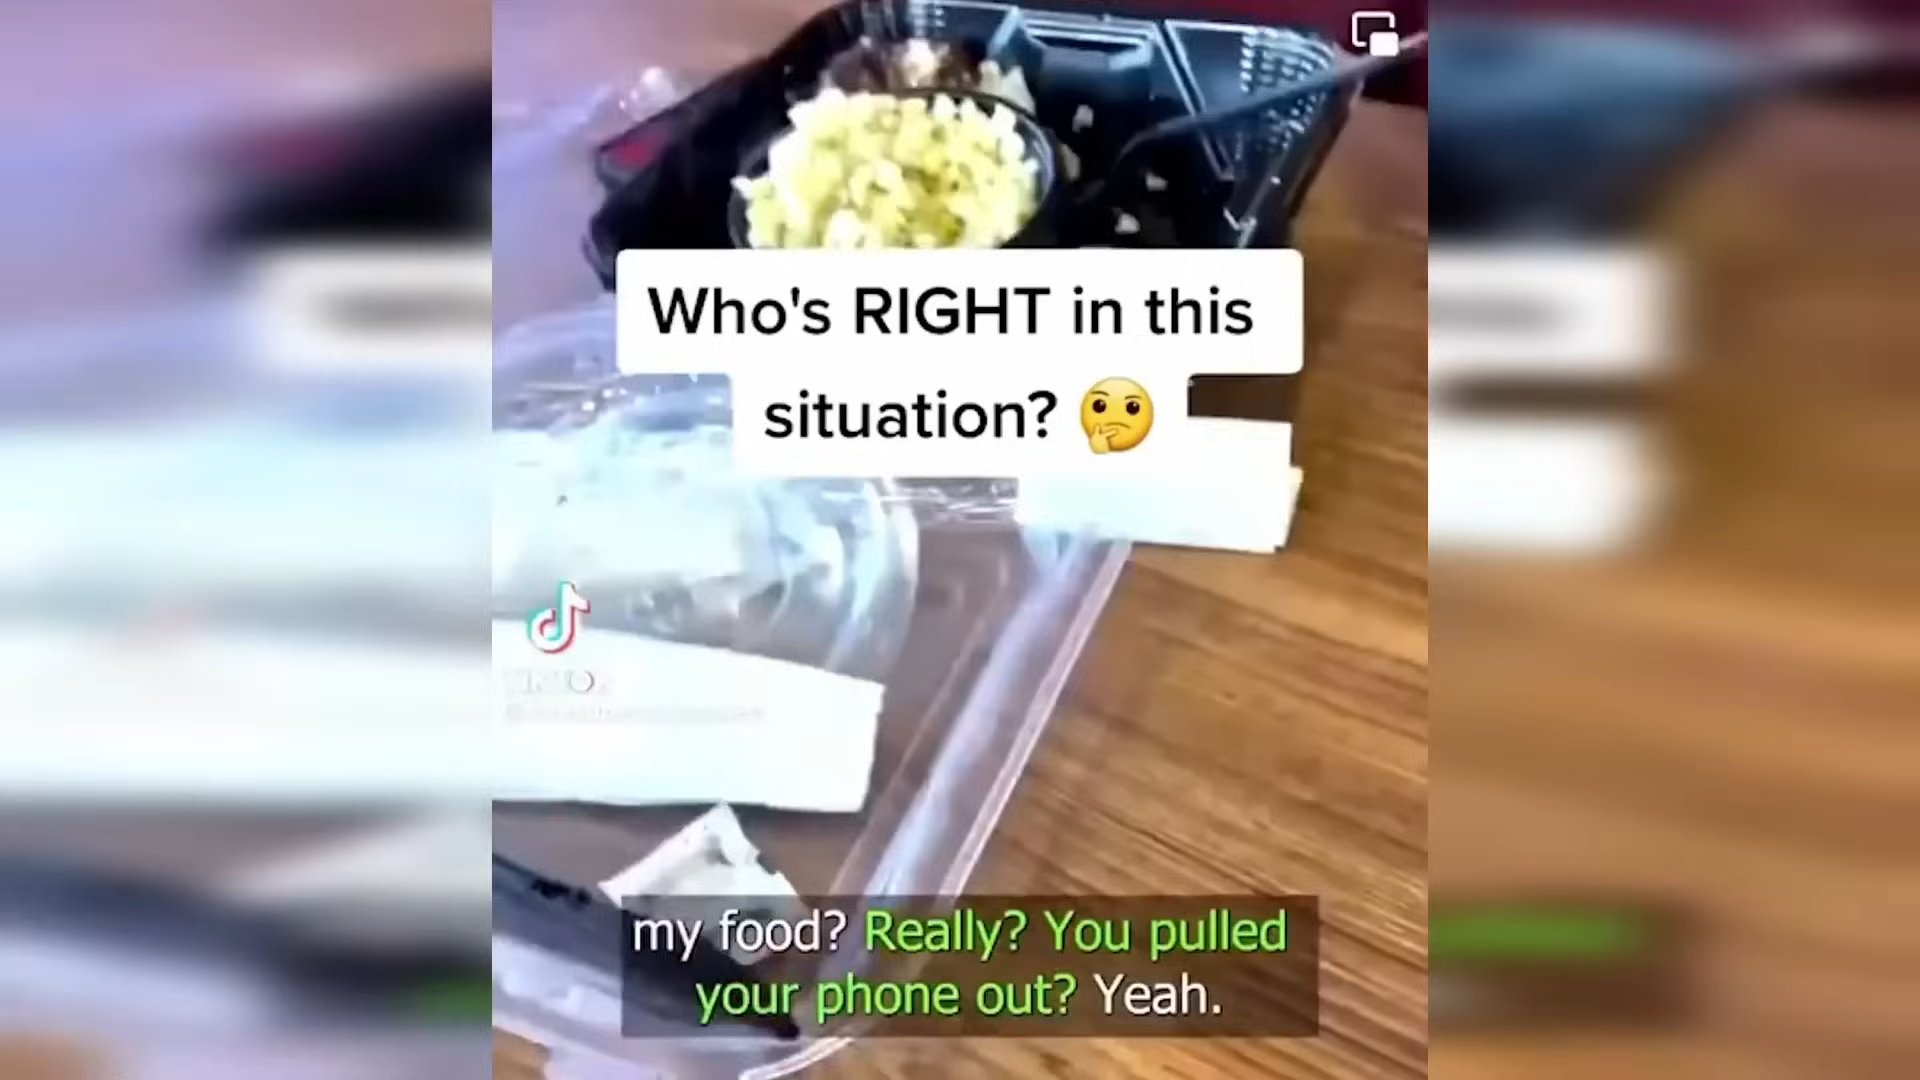 Who's RIGHT in this
situation? 🤔
my food? Really? You pulled
your phone out? Yeah.